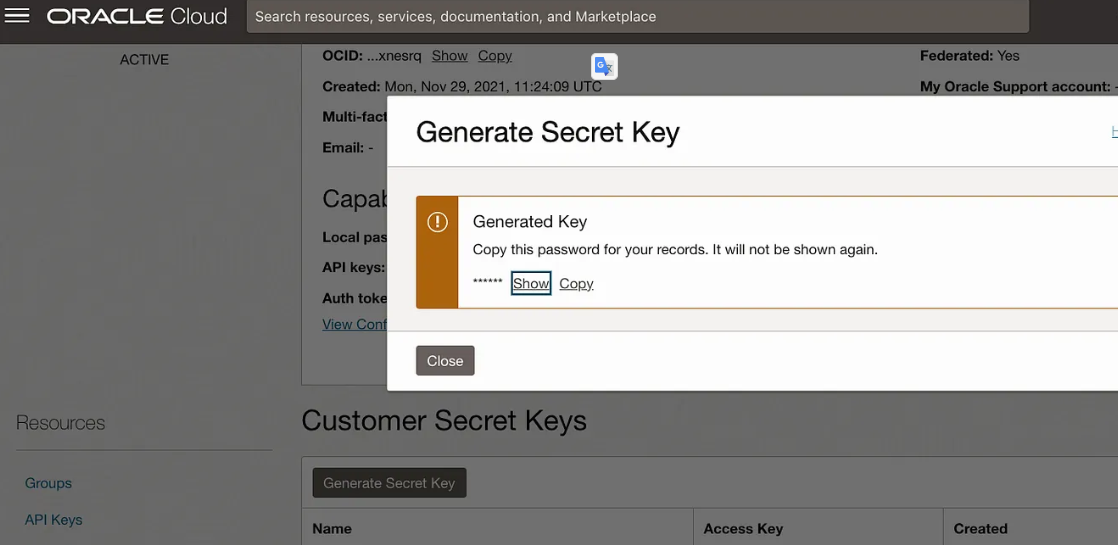 ORACLE Cloud
Search resources, services, documentation, and Marketplace
ACTIVE
OCID: ...xnesrq Show Copy
Federated: Yes
Created: Mon, Nov 29, 2021, 11:24:09 UTC
My Oracle Support account: -
Multi-fact
Email: -
Generate Secret Key
H
Capab
Local pas
API keys:
Auth toke
View Conf
Generated Key
Copy this password for your records. It will not be shown again.
****** Show Copy
Close
Resources
Groups
API Keys
Customer Secret Keys
Generate Secret Key
Name Access Key Created